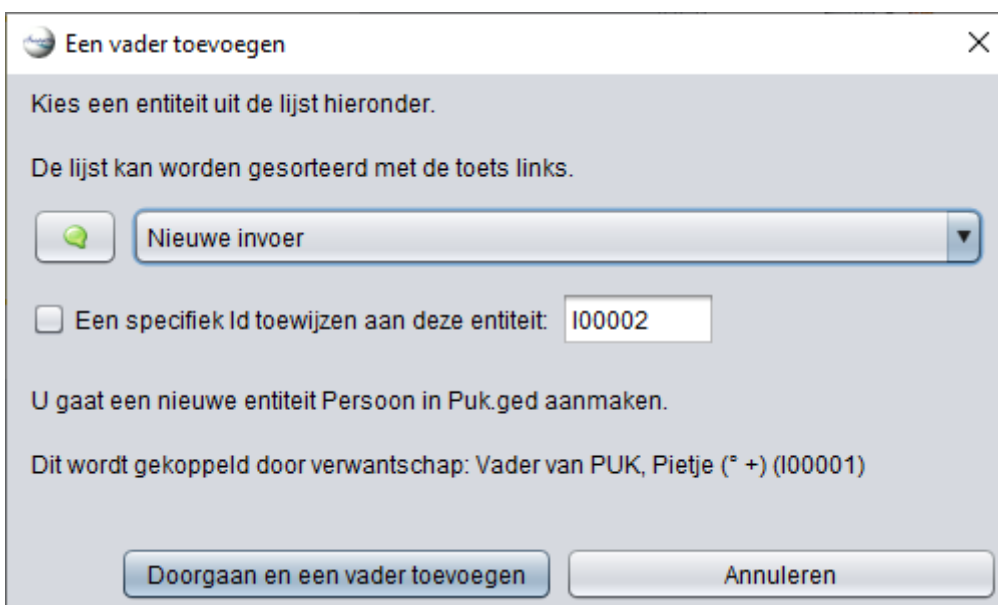 Een vader toevoegen
Kies een entiteit uit de lijst hieronder.
De lijst kan worden gesorteerd met de toets links.
Nieuwe invoer
Een specifiek Id toewijzen aan deze entiteit: I00002
U gaat een nieuwe entiteit Persoon in Puk.ged aanmaken.
Dit wordt gekoppeld door verwantschap: Vader van PUK, Pietje (° +) (I00001)
Doorgaan en een vader toevoegen Annuleren